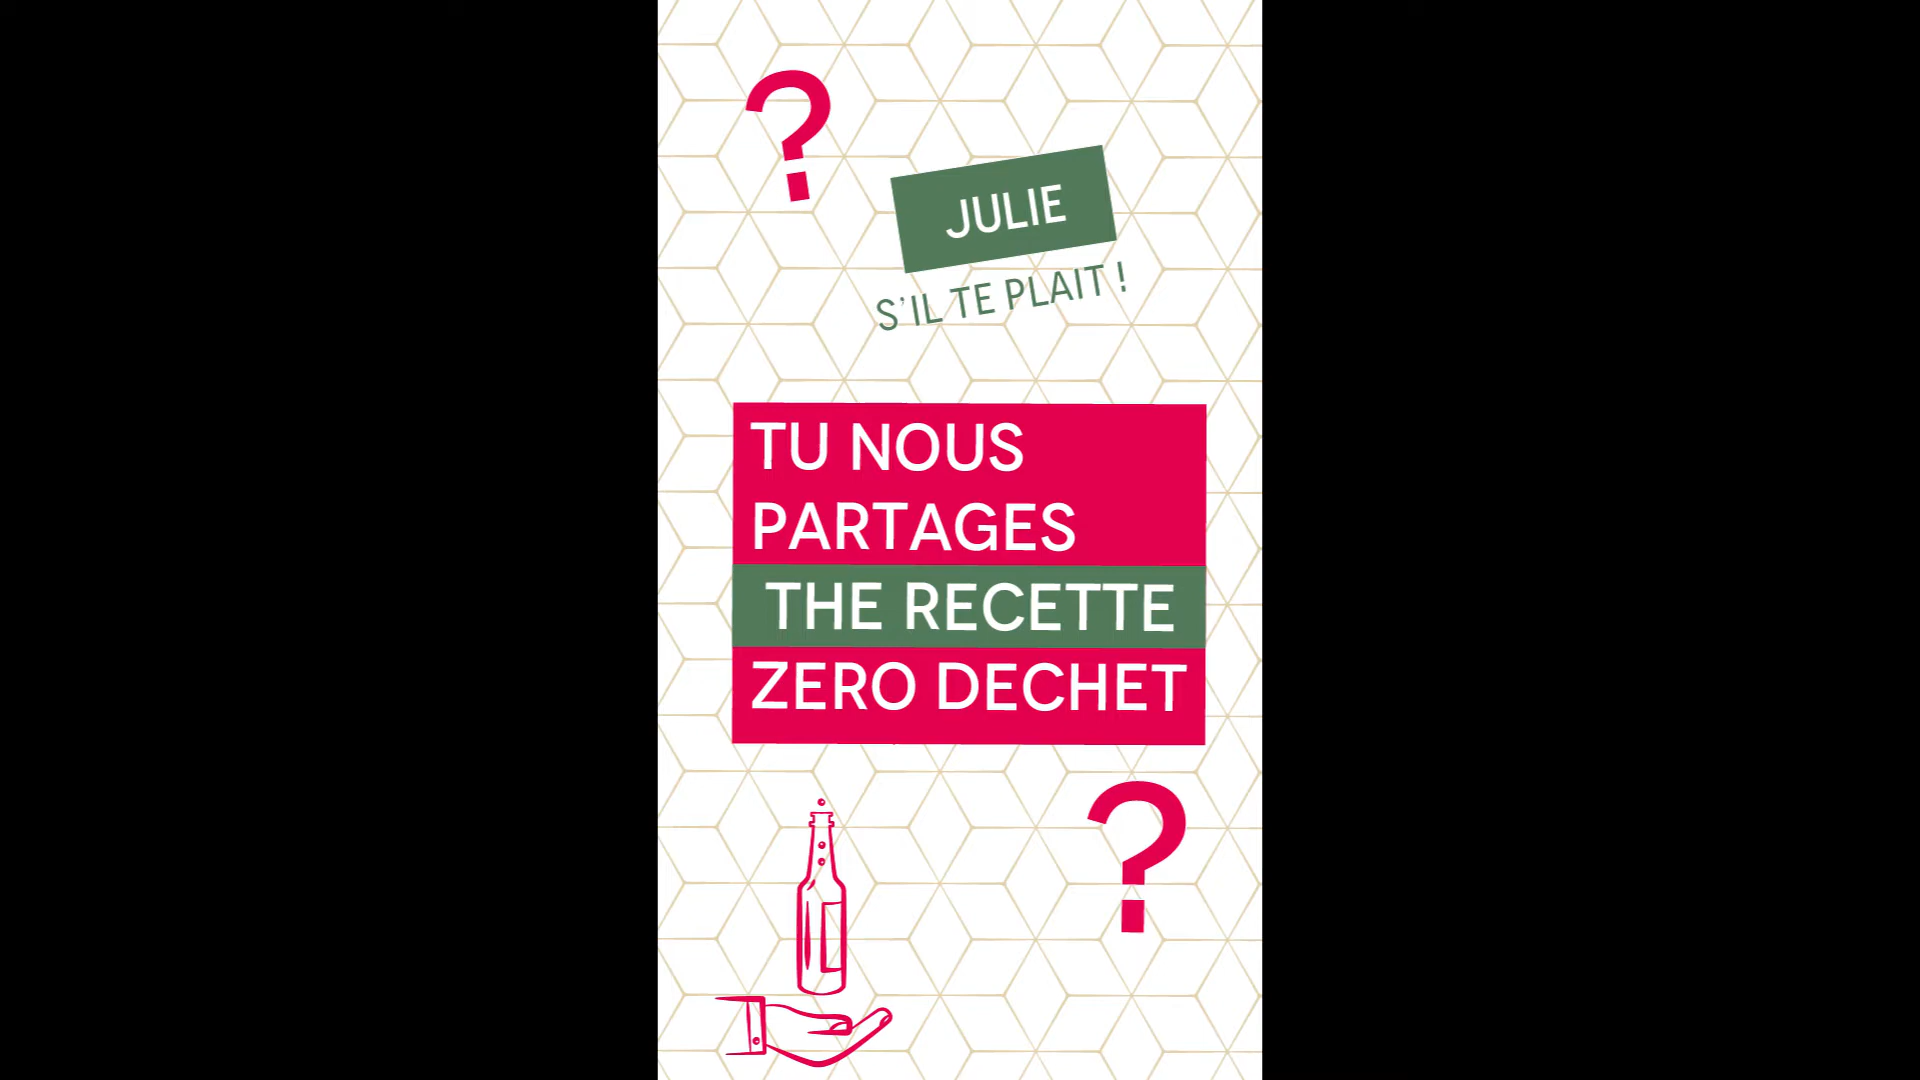 ?
JULIE
S'IL TE PLAIT !
TU NOUS
PARTAGES
THE RECETTE
ZERO DECHET
?